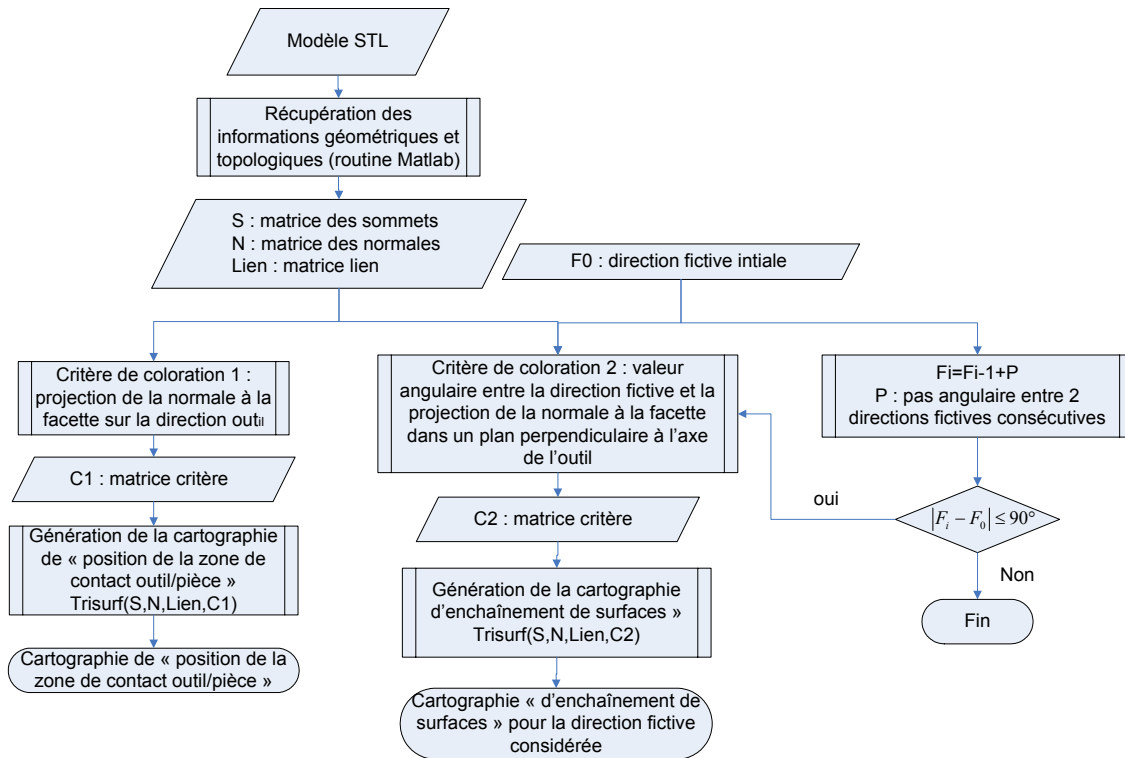 Modèle STL
Récupération des
informations géométriques et
topologiques (routine Matlab)
S : matrice des sommets
N : matrice des normales
Lien : matrice lien
F0 : direction fictive intiale
Critère de coloration 1 :
projection de la normale à la
facette sur la direction outil
Critère de coloration 2 : valeur
angulaire entre la direction fictive et la
projection de la normale à la facette
dans un plan perpendiculaire à l'axe
de l'outil
Fi=Fi-1+P
P : pas angulaire entre 2
directions fictives consécutives
C1 : matrice critère
C2 : matrice critère
oui
|F_i – F_0| ≤ 90°
Non
Fin
Génération de la cartographie
de « position de la zone de
contact outil/pièce »
Trisurf(S,N,Lien,C1)
Génération de la cartographie
d'enchaînement de surfaces »
Trisurf(S,N,Lien,C2)
Cartographie de « position de la
zone de contact outil/pièce »
Cartographie « d'enchaînement de
surfaces » pour la direction fictive
considérée